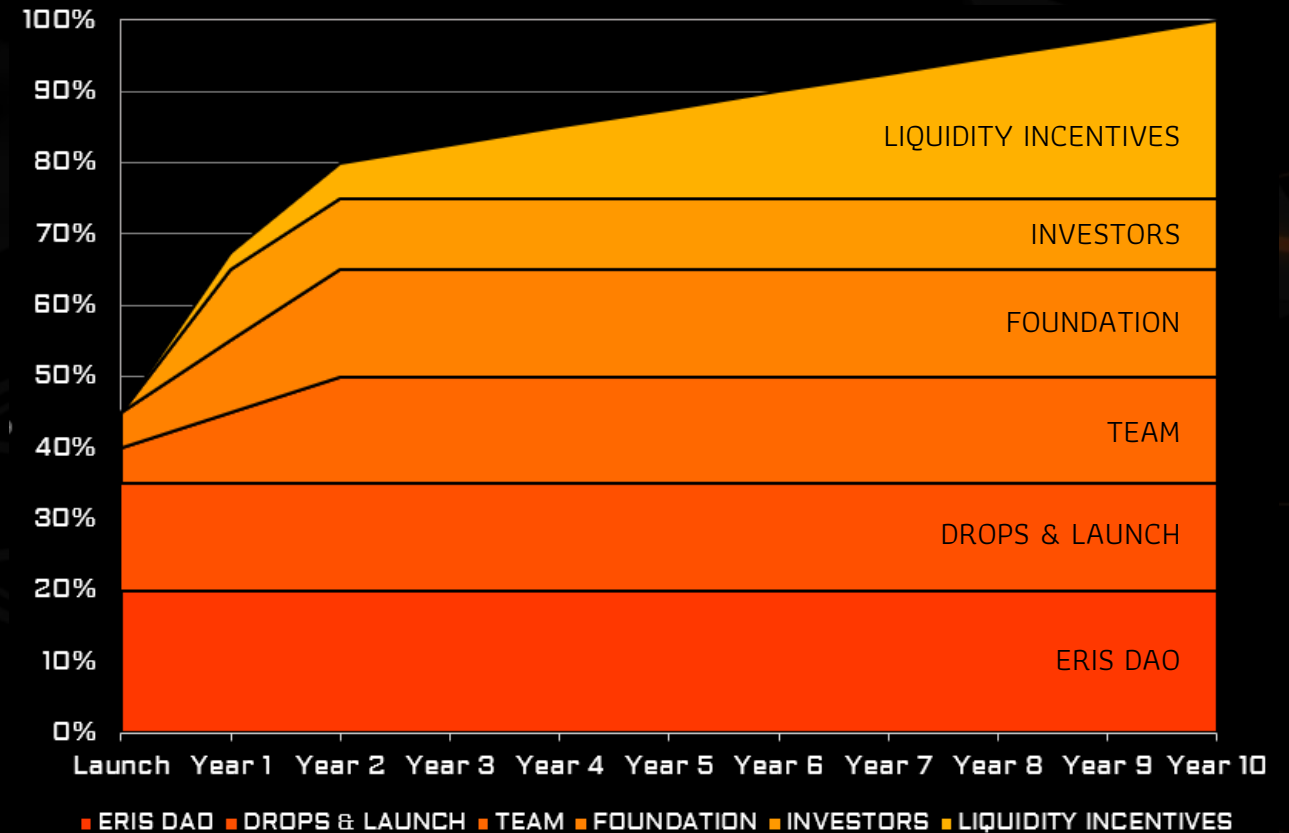 100%
90%
80%
70%
60%
50%
40%
30%
20%
10%
0%
LIQUIDITY INCENTIVES
INVESTORS
FOUNDATION
TEAM
DROPS & LAUNCH
ERIS DAO
Launch Year 1 Year 2 Year 3 Year 4 Year 5 Year 6 Year 7 Year 8 Year 9 Year 10
ERIS DAO DROPS & LAUNCH TEAM FOUNDATION INVESTORS LIQUIDITY INCENTIVES